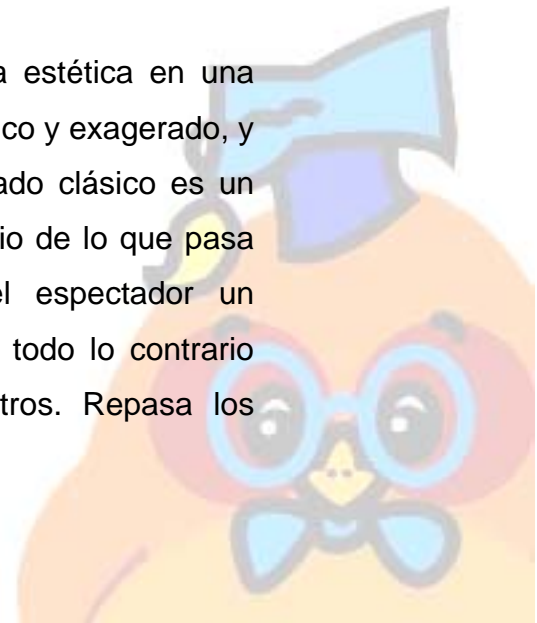 a estética en una
co y exagerado, y
ado clásico es un
io de lo que pasa
el espectador un
todo lo contrario
tros. Repasa los